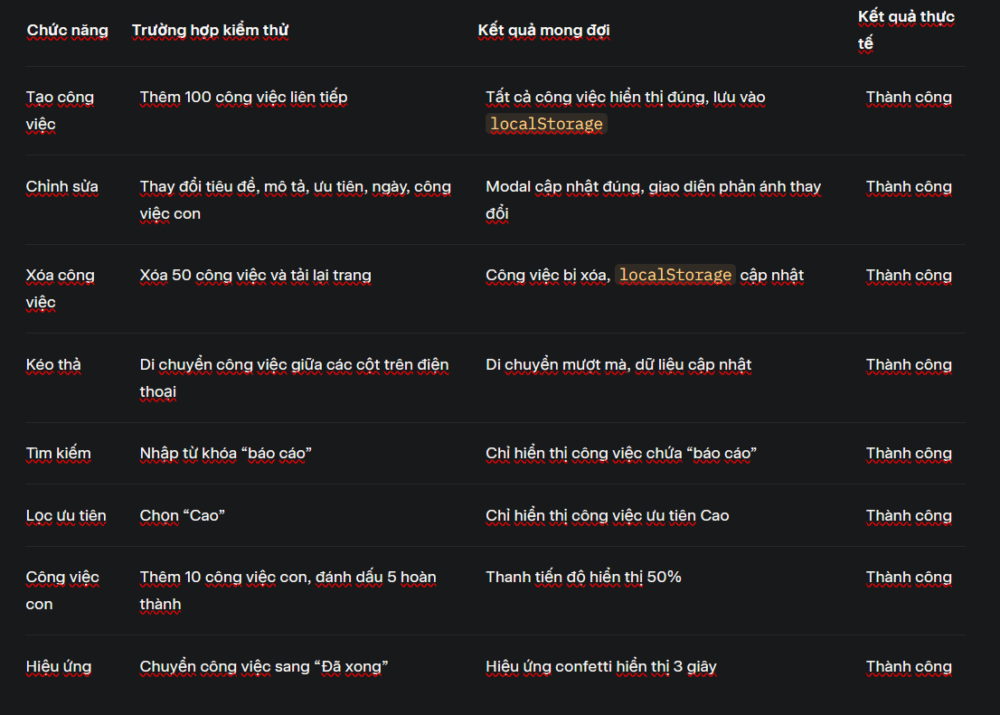 Chức năng Trường hợp kiểm thử Kết quả mong đợi Kết quả thực
tế
Tạo công Thêm 100 công việc liên tiếp Tất cả công việc hiển thị đúng, lưu vào Thành công
việc localStorage
Chỉnh sửa Thay đổi tiêu đề, mô tả, ưu tiên, ngày, công Modal cập nhật đúng, giao diện phản ánh thay Thành công
việc con đổi
Xóa công Xóa 50 công việc và tải lại trang Công việc bị xóa, localStorage cập nhật Thành công
việc
Kéo thả Di chuyển công việc giữa các cột trên điện Di chuyển mượt mà, dữ liệu cập nhật Thành công
thoại
Tìm kiếm Nhập từ khóa “báo cáo” Chỉ hiển thị công việc chứa “báo cáo” Thành công
Lọc ưu tiên Chọn “Cao” Chỉ hiển thị công việc ưu tiên Cao Thành công
Công việc Thêm 10 công việc con, đánh dấu 5 hoàn Thanh tiến độ hiển thị 50% Thành công
con thành
Hiệu ứng Chuyển công việc sang “Đã xong” Hiệu ứng confetti hiển thị 3 giây Thành công